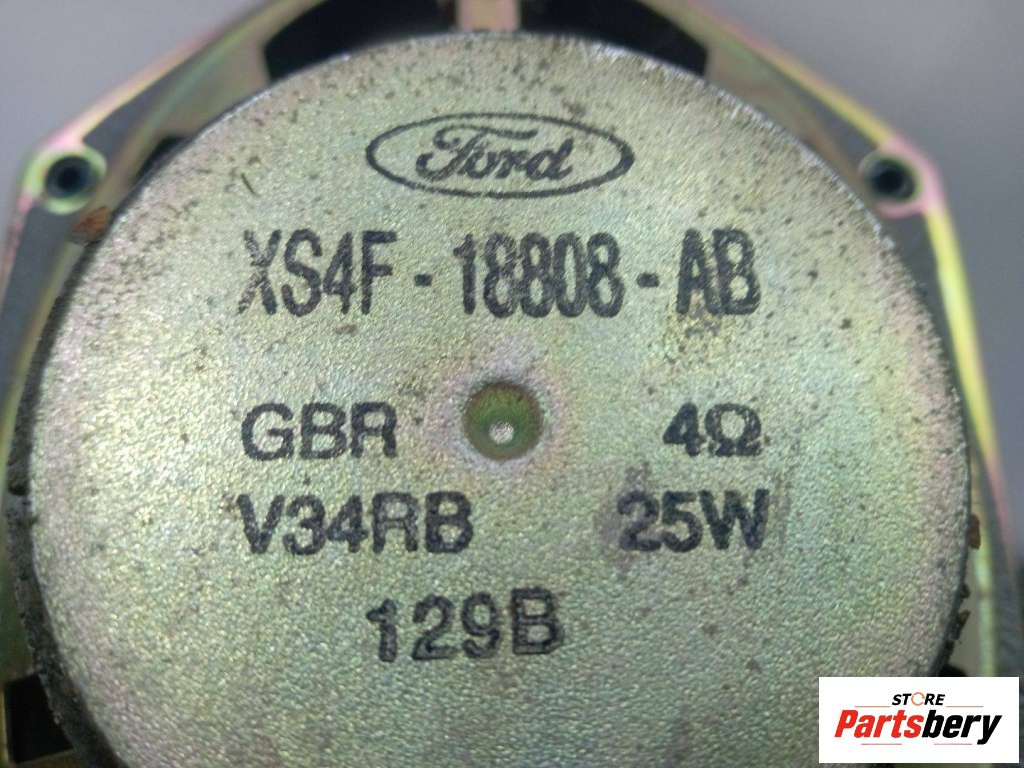 Ford
XS4F-18808-AB
GBR 4Ω
V34RB 25W
129B
STORE
Partsbery